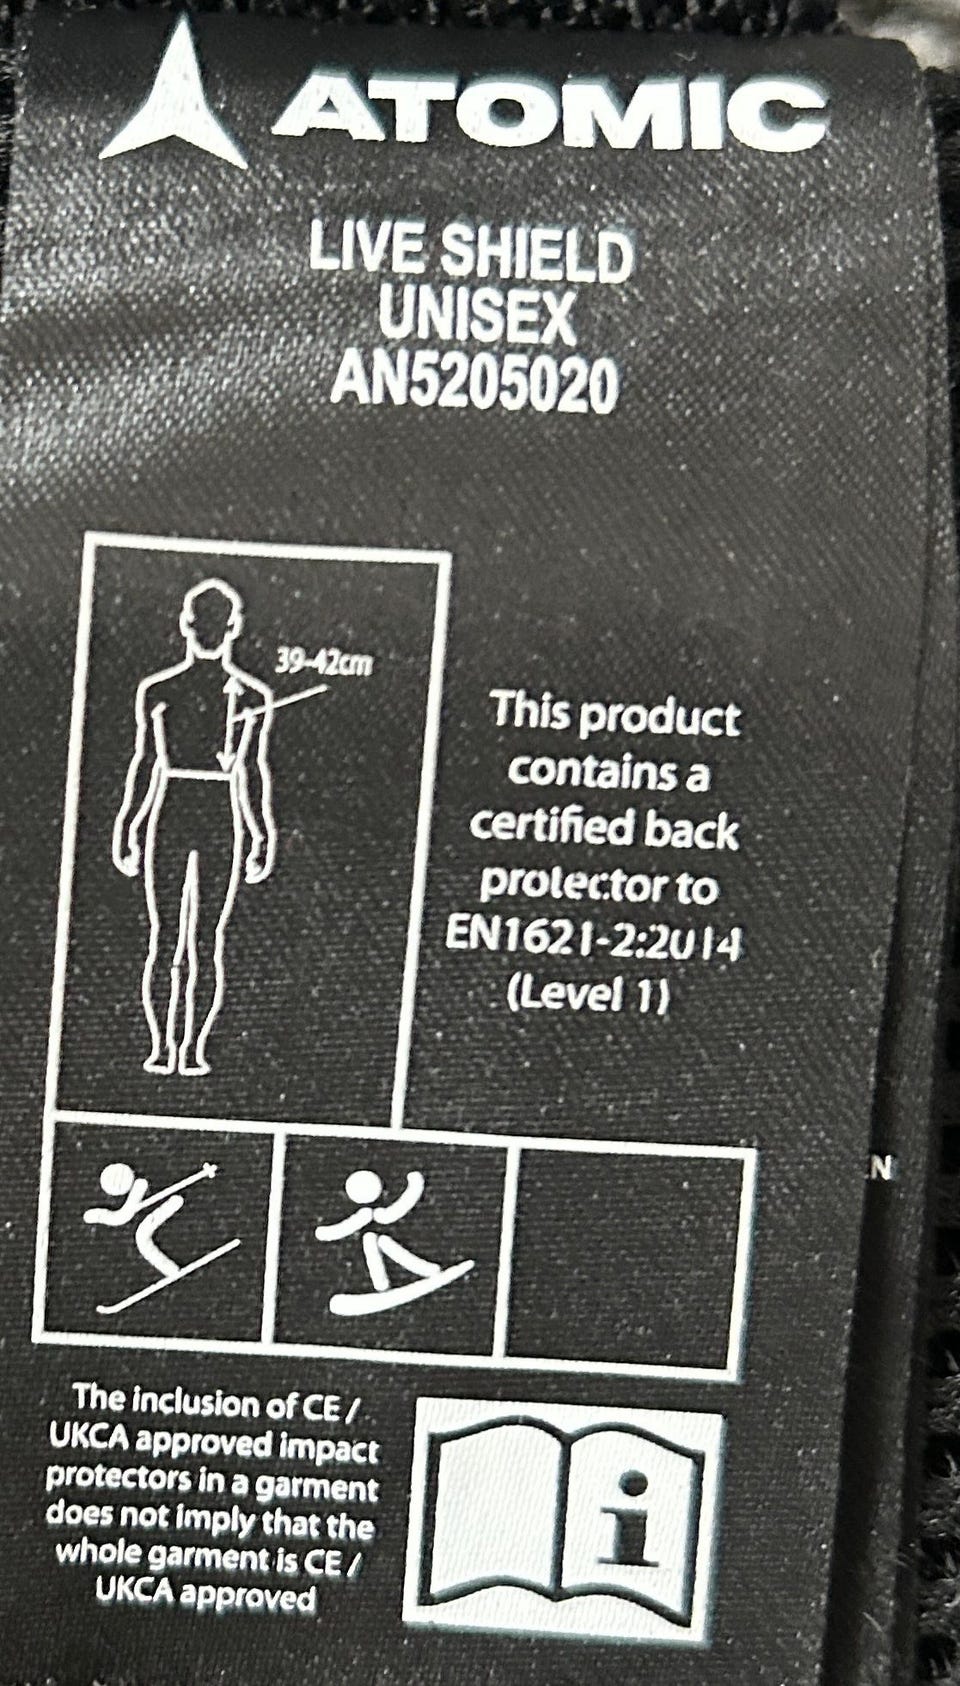 ATOMIC
LIVE SHIELD
UNISEX
AN5205020
39-42cm
This product
contains a
certified back
protector to
EN1621-2:2014
(Level 1)
The inclusion of CE /
UKCA approved impact
protectors in a garment
does not imply that the
whole garment is CE /
UKCA approved
i